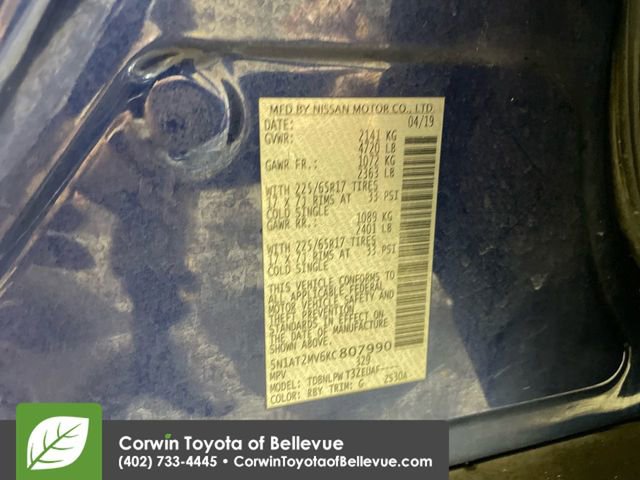 MFD BY NISSAN MOTOR CO., LTD.
DATE: 04/19
GVWR: 2141 KG
4720 LB
GAWR FR.: 1072 KG
2363 LB
WITH 225/65R17 TIRES
17 X 7J RIMS AT 33 PSI
COLD SINGLE
GAWR RR.: 1089 KG
2401 LB
WITH 225/65R17 TIRES
17 X 7J RIMS AT 33 PSI
COLD SINGLE
THIS VEHICLE CONFORMS TO
ALL APPLICABLE FEDERAL
MOTOR VEHICLE SAFETY AND
THEFT PREVENTION
STANDARDS IN EFFECT ON
THE DATE OF MANUFACTURE
SHOWN ABOVE.
5N1AT2MV6KC807990
MPV 329
MODEL: TDBNLPW T32EUAF-----
COLOR: RBY TRIM: G 2530A
Corwin Toyota of Bellevue
(402) 733-4445 • CorwinToyotaofBellevue.com